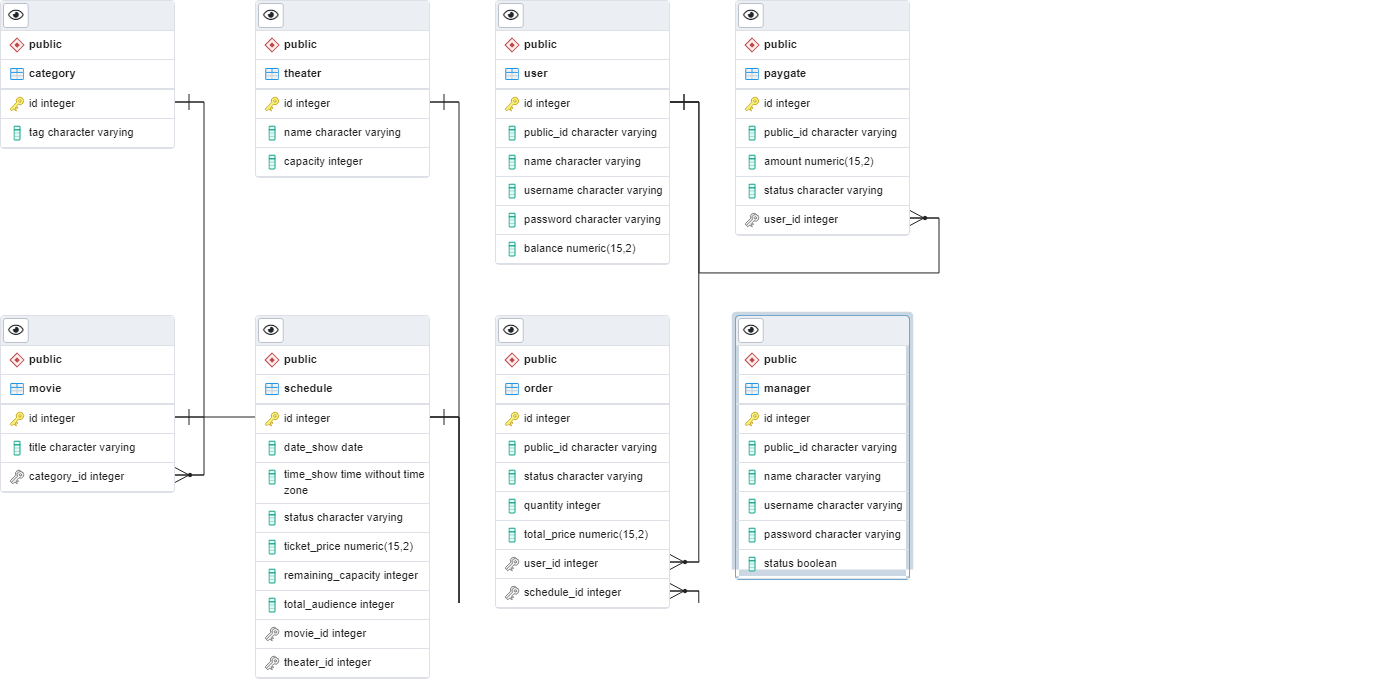 public
category
id integer
tag character varying
public
theater
id integer
name character varying
capacity integer
public
user
id integer
public_id character varying
name character varying
username character varying
password character varying
balance numeric(15,2)
public
paygate
id integer
public_id character varying
amount numeric(15,2)
status character varying
user_id integer
public
movie
id integer
title character varying
category_id integer
public
schedule
id integer
date_show date
time_show time without time
zone
status character varying
ticket_price numeric(15,2)
remaining_capacity integer
total_audience integer
movie_id integer
theater_id integer
public
order
id integer
public_id character varying
status character varying
quantity integer
total_price numeric(15,2)
user_id integer
schedule_id integer
public
manager
id integer
public_id character varying
name character varying
username character varying
password character varying
status boolean